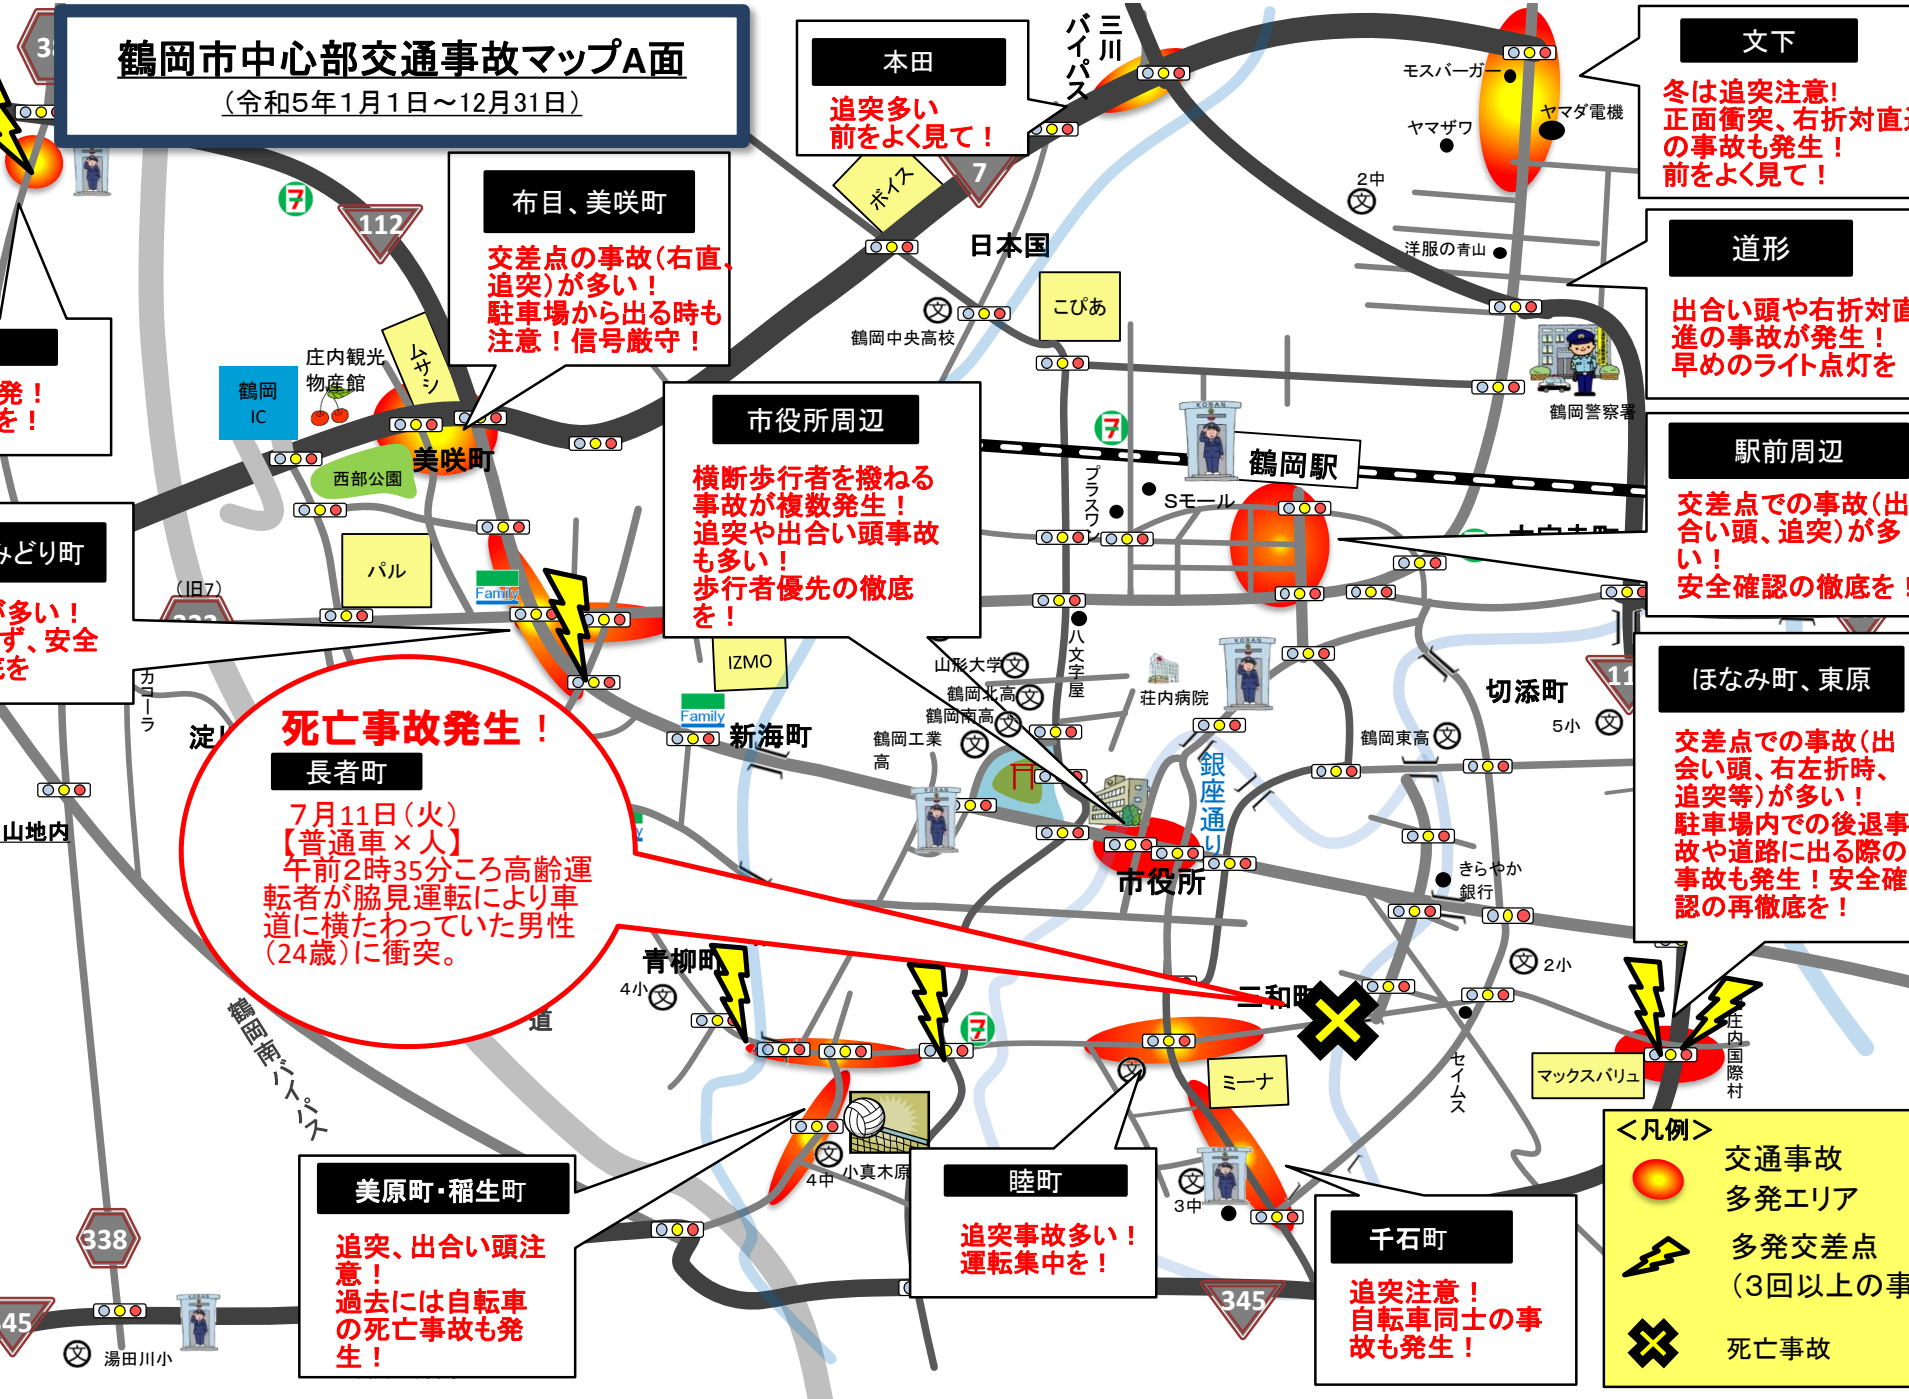 鶴岡市中心部交通事故マップA面
（令和5年1月1日～12月31日）
本田
追突多い
前をよく見て！
三川
バイパス
文下
冬は追突注意！
正面衝突、右折対直進
の事故も発生！
前をよく見て！
モスバーガー
ヤマダ電機
ヤマザワ
2中
文
洋服の青山
道形
出合い頭や右折対直
進の事故が発生！
早めのライト点灯を
鶴岡警察署
布目、美咲町
交差点の事故（右直、
追突）が多い！
駐車場から出る時も
注意！信号厳守！
7
112
ボイス
7
日本国
文
鶴岡中央高校
こぴあ
庄内観光
物産館
ムサシ
鶴岡
IC
西部公園
美咲町
発！
を！
市役所周辺
横断歩行者を撥ねる
事故が複数発生！
追突や出合い頭事故
も多い！
歩行者優先の徹底
を！
7
KOBAN
鶴岡駅
プラスワン
Sモール
駅前周辺
交差点での事故（出
合い頭、追突）が多
い！
安全確認の徹底を！
みどり町
が多い！
ず、安全
底を
（旧7）
パル
Family
カコーラ
IZMO
山形大学
文
鶴岡北高
文
鶴岡南高
文
八文字屋
荘内病院
KOBAN
切添町
5小
文
鶴岡東高
文
ほなみ町、東原
交差点での事故（出
会い頭、右左折時、
追突等）が多い！
駐車場内での後退事
故や道路に出る際の
事故も発生！安全確
認の再徹底を！
Family
新海町
鶴岡工業
高
文
銀座通り
市役所
きらやか
銀行
山地内
死亡事故発生！
長者町
7月11日（火）
【普通車×人】
午前2時35分ころ高齢運
転者が脇見運転により車
道に横たわっていた男性
（24歳）に衝突。
青柳町
4小
文
道
鶴岡南バイパス
7
三和町
文
2小
セイムス
ミーナ
マックスバリュ
庄内国際村
文
4中
小真木原
文
3中
美原町・稲生町
追突、出合い頭注
意！
過去には自転車
の死亡事故も発
生！
睦町
追突事故多い！
運転集中を！
千石町
追突注意！
自転車同士の事
故も発生！
338
345
文
湯田川小
＜凡例＞
交通事故
多発エリア
多発交差点
（3回以上の事
死亡事故